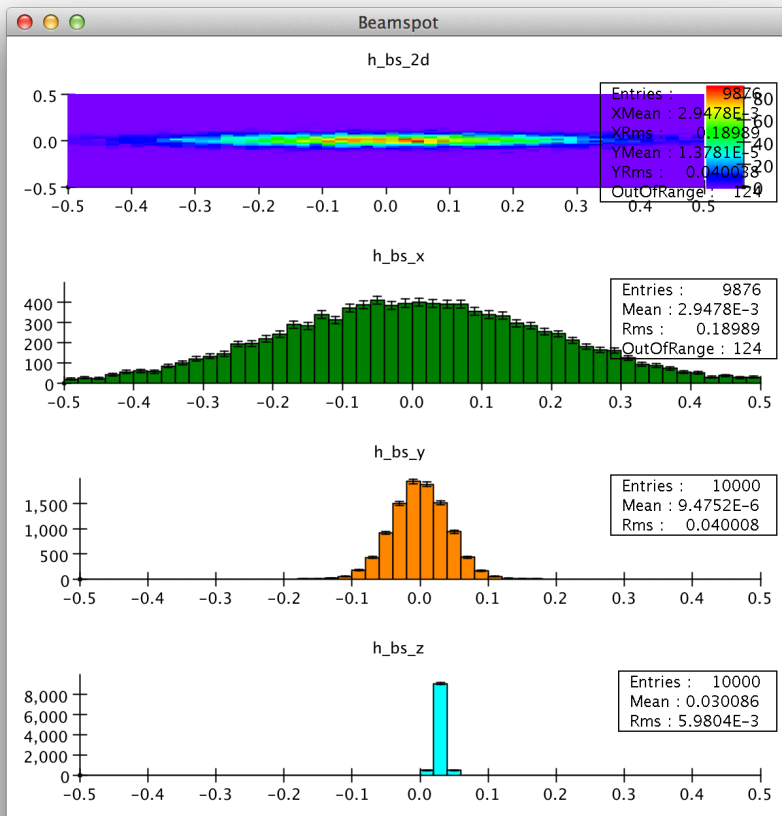 Beamspot
h_bs_2d
0.5
0.0
−0.5
−0.5 −0.4 −0.3 −0.2 −0.1 0.0 0.1 0.2 0.3 0.4 0.5
Entries : 9876
XMean : 2.9478E−3
XRms : 0.18989
YMean : 1.3781E−5
YRms : 0.040038
OutOfRange : 124
80
60
40
20
0
h_bs_x
400
300
200
100
0
−0.5 −0.4 −0.3 −0.2 −0.1 0.0 0.1 0.2 0.3 0.4 0.5
Entries : 9876
Mean : 2.9478E−3
Rms : 0.18989
OutOfRange : 124
h_bs_y
1,500
1,000
500
0
−0.5 −0.4 −0.3 −0.2 −0.1 0.0 0.1 0.2 0.3 0.4 0.5
Entries : 10000
Mean : 9.4752E−6
Rms : 0.040008
h_bs_z
8,000
6,000
4,000
2,000
0
−0.5 −0.4 −0.3 −0.2 −0.1 0.0 0.1 0.2 0.3 0.4 0.5
Entries : 10000
Mean : 0.030086
Rms : 5.9804E−3